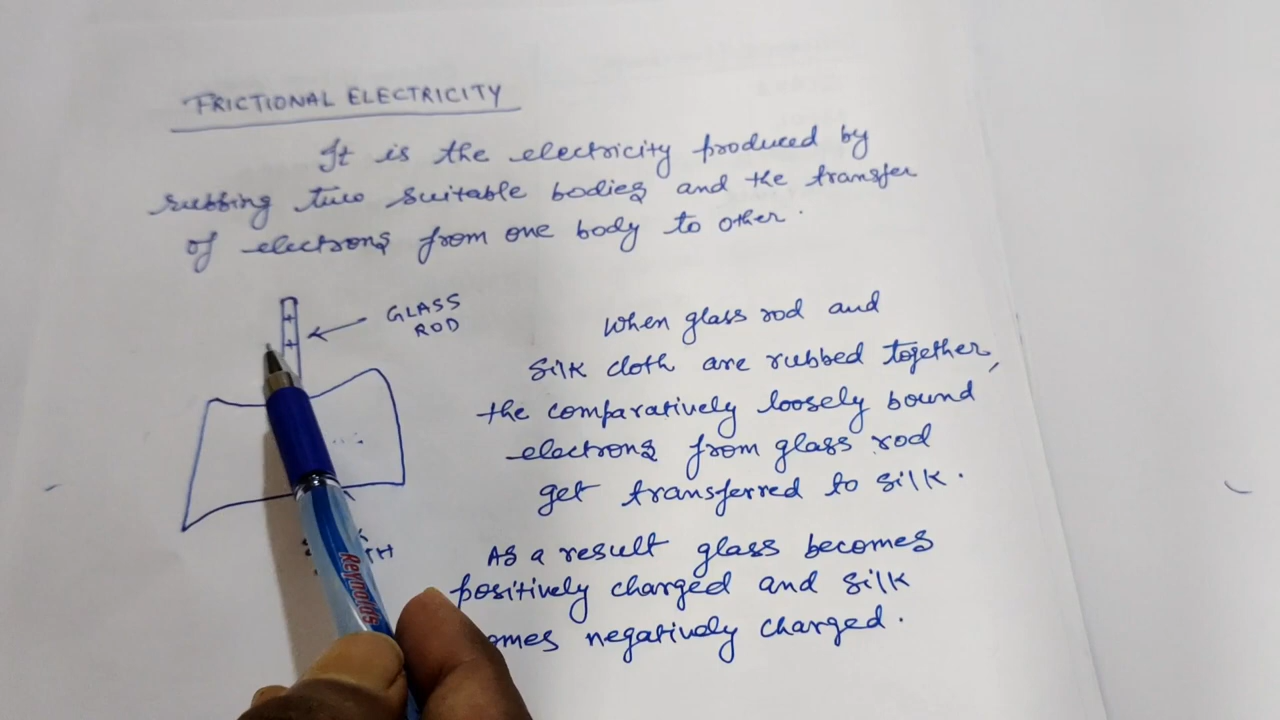 FRICTIONAL ELECTRICITY
It is the electricity produced by
rubbing two suitable bodies and the transfer
of electrons from one body to other.
GLASS
ROD
When glass rod and
Silk cloth are rubbed together,
the comparatively loosely bound
electrons from glass rod
get transferred to silk.
As a result glass becomes
positively charged and silk
negatively charged.
Reynolds